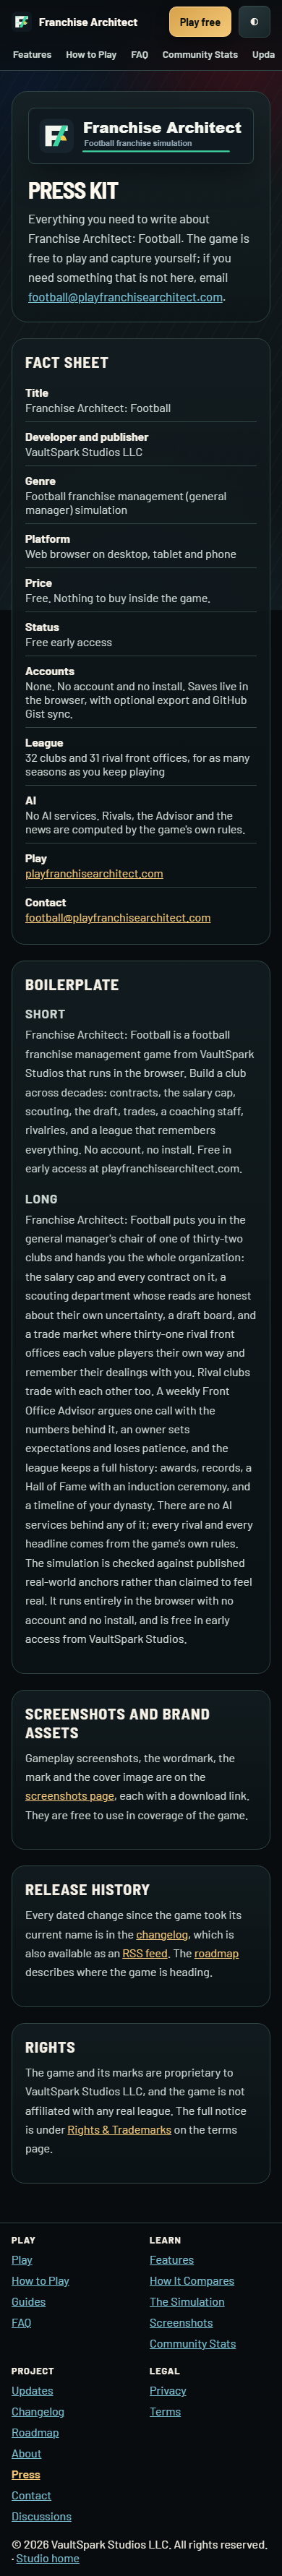 Franchise Architect
Play free
Features
How to Play
FAQ
Community Stats
Upda
Franchise Architect
Football franchise simulation
PRESS KIT
Everything you need to write about
Franchise Architect: Football. The game is
free to play and capture yourself; if you
need something that is not here, email
football@playfranchisearchitect.com.
FACT SHEET
Title
Franchise Architect: Football
Developer and publisher
VaultSpark Studios LLC
Genre
Football franchise management (general
manager) simulation
Platform
Web browser on desktop, tablet and phone
Price
Free. Nothing to buy inside the game.
Status
Free early access
Accounts
None. No account and no install. Saves live in
the browser, with optional export and GitHub
Gist sync.
League
32 clubs and 31 rival front offices, for as many
seasons as you keep playing
AI
No AI services. Rivals, the Advisor and the
news are computed by the game's own rules.
Play
playfranchisearchitect.com
Contact
football@playfranchisearchitect.com
BOILERPLATE
SHORT
Franchise Architect: Football is a football
franchise management game from VaultSpark
Studios that runs in the browser. Build a club
across decades: contracts, the salary cap,
scouting, the draft, trades, a coaching staff,
rivalries, and a league that remembers
everything. No account, no install. Free in
early access at playfranchisearchitect.com.
LONG
Franchise Architect: Football puts you in the
general manager's chair of one of thirty-two
clubs and hands you the whole organization:
the salary cap and every contract on it, a
scouting department whose reads are honest
about their own uncertainty, a draft board, and
a trade market where thirty-one rival front
offices each value players their own way and
remember their dealings with you. Rival clubs
trade with each other too. A weekly Front
Office Advisor argues one call with the
numbers behind it, an owner sets
expectations and loses patience, and the
league keeps a full history: awards, records, a
Hall of Fame with an induction ceremony, and
a timeline of your dynasty. There are no AI
services behind any of it; every rival and every
headline comes from the game's own rules.
The simulation is checked against published
real-world anchors rather than claimed to feel
real. It runs entirely in the browser with no
account and no install, and is free in early
access from VaultSpark Studios.
SCREENSHOTS AND BRAND
ASSETS
Gameplay screenshots, the wordmark, the
mark and the cover image are on the
screenshots page, each with a download link.
They are free to use in coverage of the game.
RELEASE HISTORY
Every dated change since the game took its
current name is in the changelog, which is
also available as an RSS feed. The roadmap
describes where the game is heading.
RIGHTS
The game and its marks are proprietary to
VaultSpark Studios LLC, and the game is not
affiliated with any real league. The full notice
is under Rights & Trademarks on the terms
page.
PLAY
Play
How to Play
Guides
FAQ
LEARN
Features
How It Compares
The Simulation
Screenshots
Community Stats
PROJECT
Updates
Changelog
Roadmap
About
Press
Contact
Discussions
LEGAL
Privacy
Terms
© 2026 VaultSpark Studios LLC. All rights reserved.
· Studio home